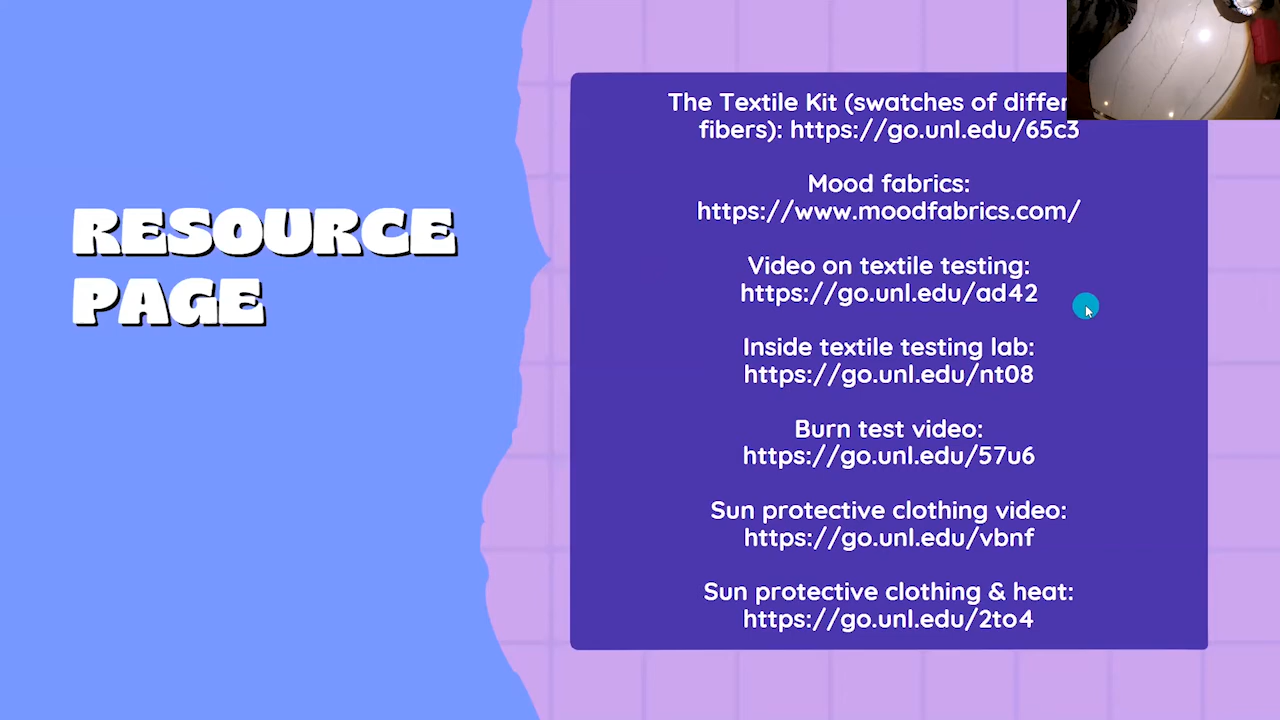 RESOURCE
PAGE
The Textile Kit (swatches of
fibers): https://go.unl.edu/65c3
Mood fabrics:
https://www.moodfabrics.com/
Video on textile testing:
https://go.unl.edu/ad42
Inside textile testing lab:
https://go.unl.edu/nt08
Burn test video:
https://go.unl.edu/57u6
Sun protective clothing video:
https://go.unl.edu/vbnf
Sun protective clothing & heat:
https://go.unl.edu/2to4